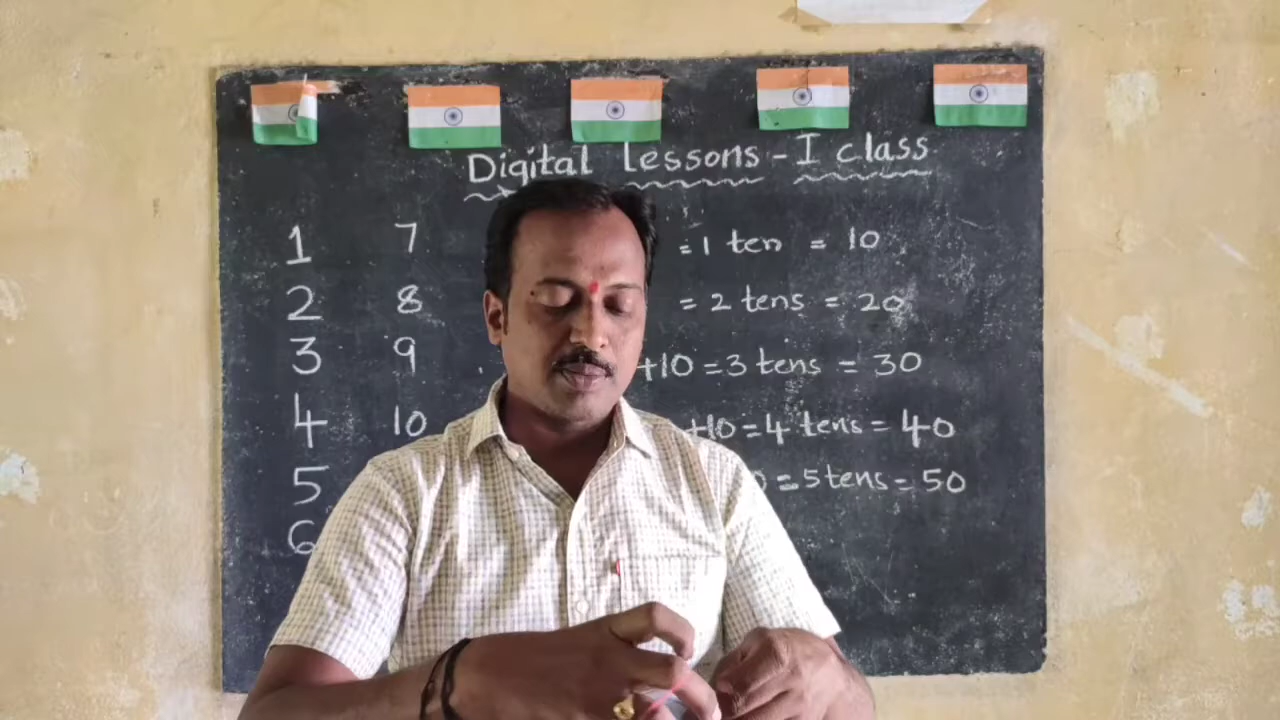 Digital Lessons - I class
1 7 = 1 ten = 10
2 8 = 2 tens = 20
3 9 +10 = 3 tens = 30
4 10 +10 = 4 tens = 40
5 0 = 5 tens = 50
6